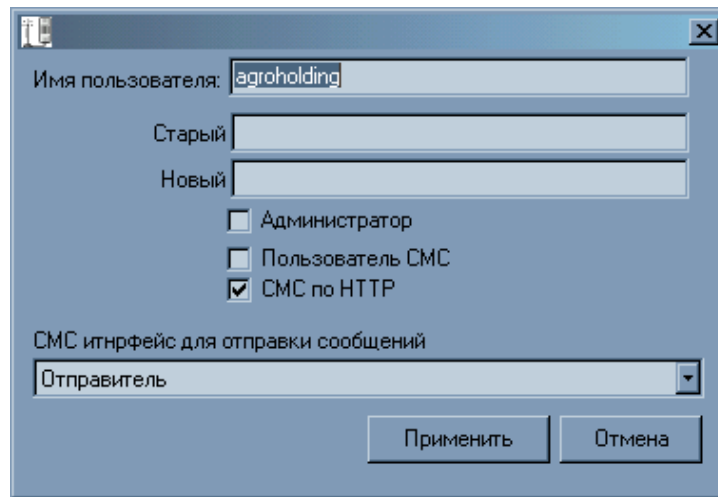 Имя пользователя: agroholding
Старый
Новый
Администратор
Пользователь СМС
СМС по HTTP
СМС итнрфейс для отправки сообщений
Отправитель
Применить Отмена